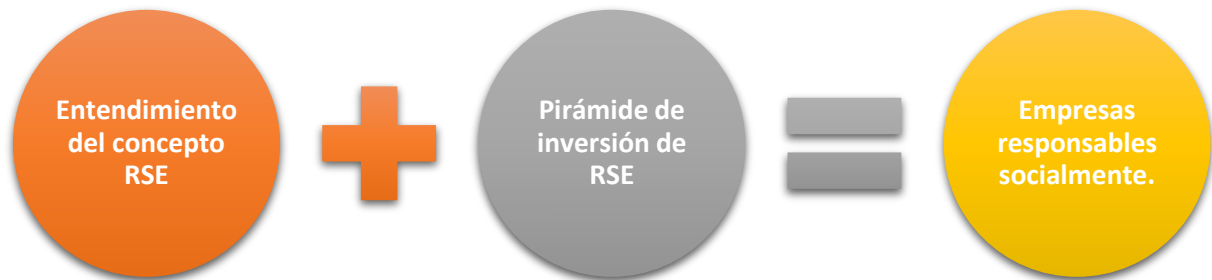 Entendimiento
del concepto
RSE
Pirámide de
inversión de
RSE
Empresas
responsables
socialmente.